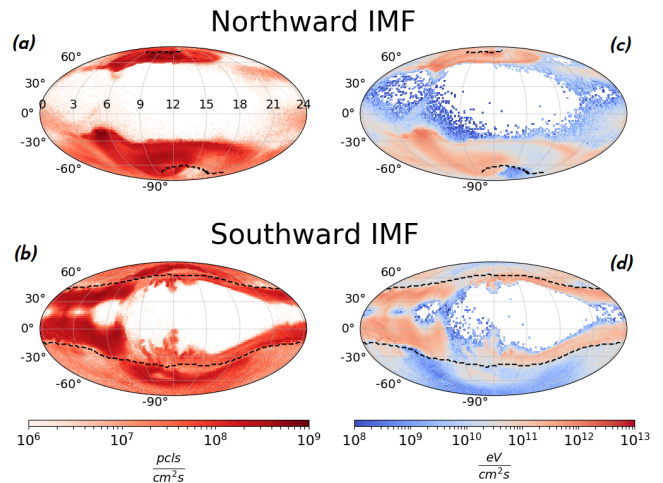 Northward IMF
(a)
(c)
60° 60°
30° 30°
0 3 6 9 12 15 18 21 24
0° 0°
-30° -30°
-60° -60°
-90° -90°
Southward IMF
(b)
(d)
60° 60°
30° 30°
0° 0°
-30° -30°
-60° -60°
-90° -90°
10^6 10^7 10^8 10^9
pcls
cm^2s
10^8 10^9 10^10 10^11 10^12 10^13
eV
cm^2s